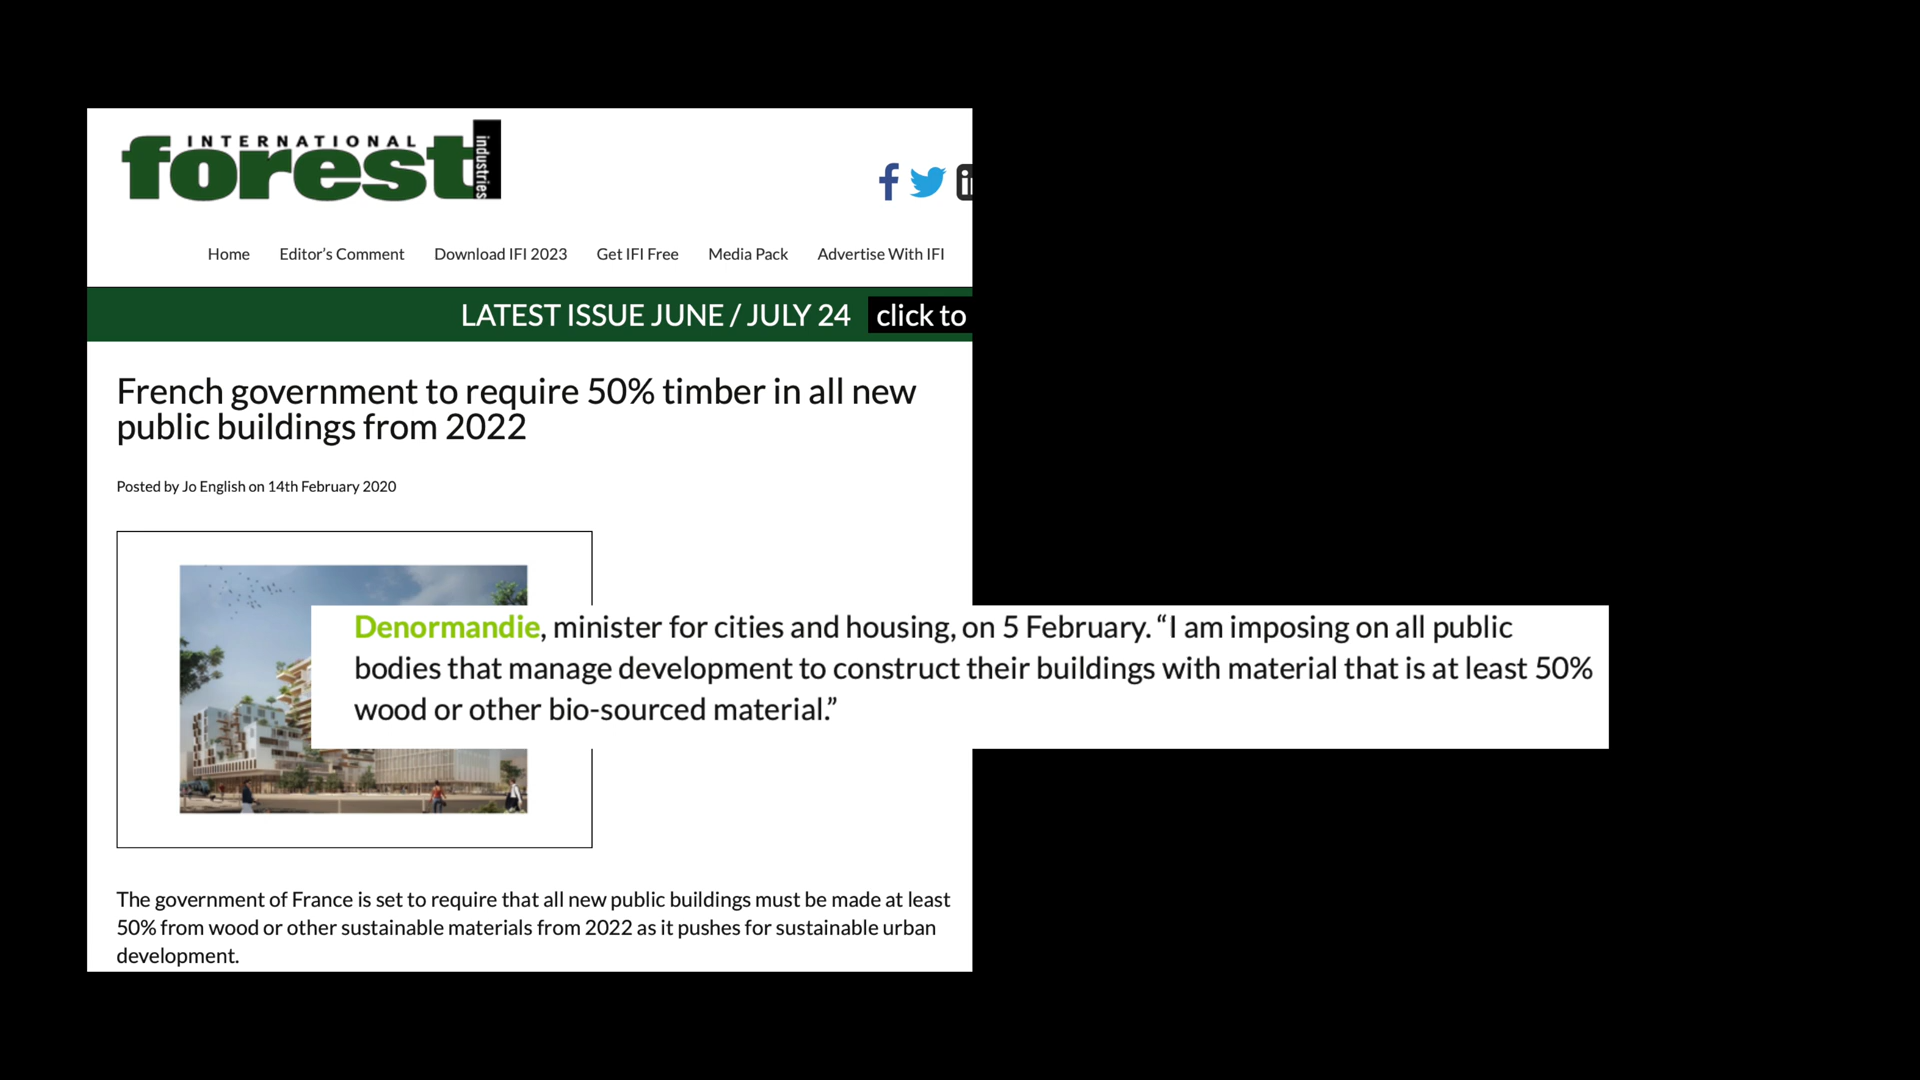 INTERNATIONAL
forest
industries
Home Editor’s Comment Download IFI 2023 Get IFI Free Media Pack Advertise With IFI
LATEST ISSUE JUNE / JULY 24 click to
French government to require 50% timber in all new
public buildings from 2022
Posted by Jo English on 14th February 2020
Denormandie, minister for cities and housing, on 5 February. “I am imposing on all public
bodies that manage development to construct their buildings with material that is at least 50%
wood or other bio-sourced material.”
The government of France is set to require that all new public buildings must be made at least
50% from wood or other sustainable materials from 2022 as it pushes for sustainable urban
development.